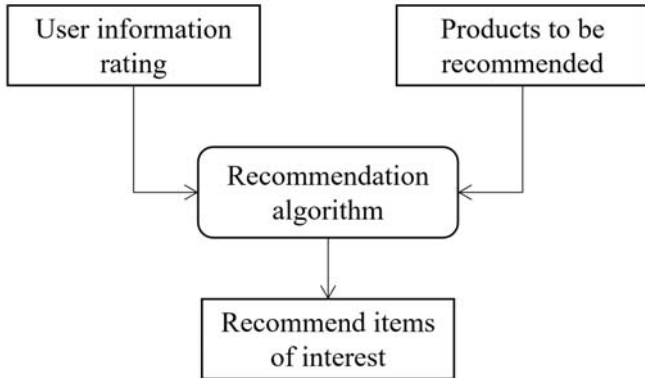 User information
rating
Products to be
recommended
Recommendation
algorithm
Recommend items
of interest